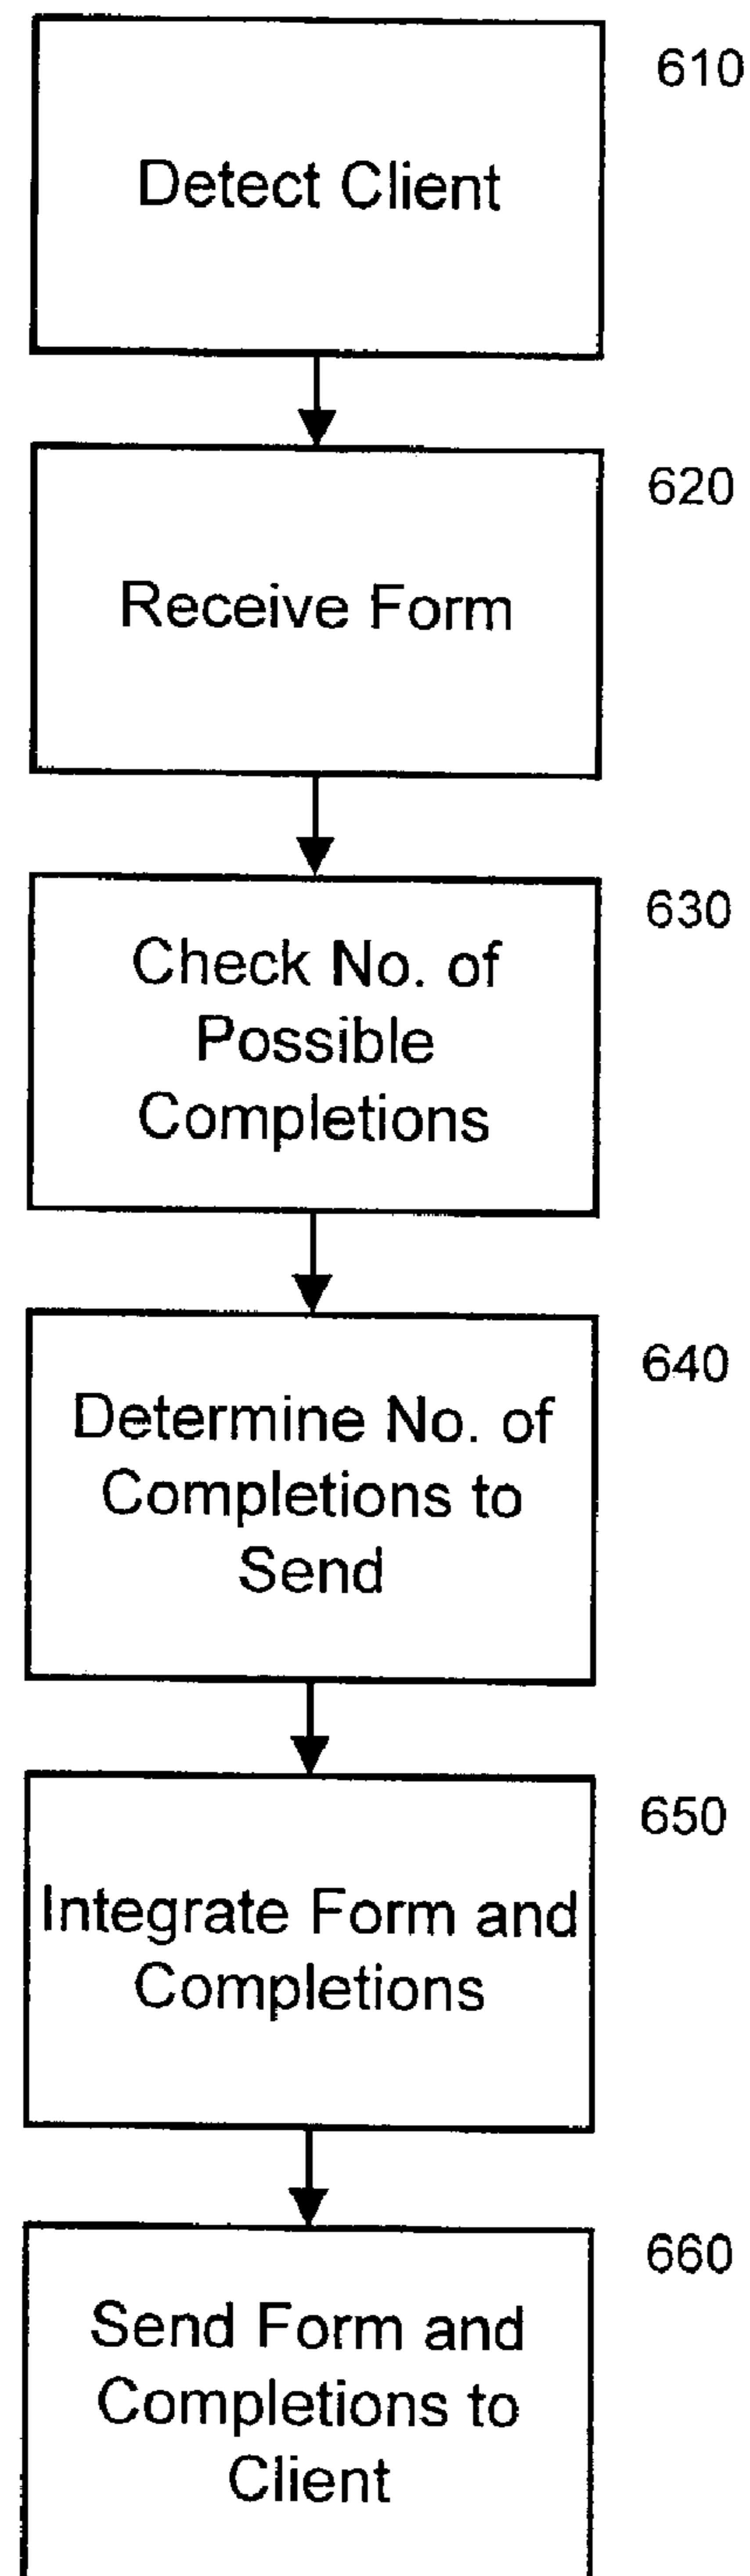 610
Detect Client
620
Receive Form
630
Check No. of
Possible
Completions
640
Determine No. of
Completions to
Send
650
Integrate Form and
Completions
660
Send Form and
Completions to
Client